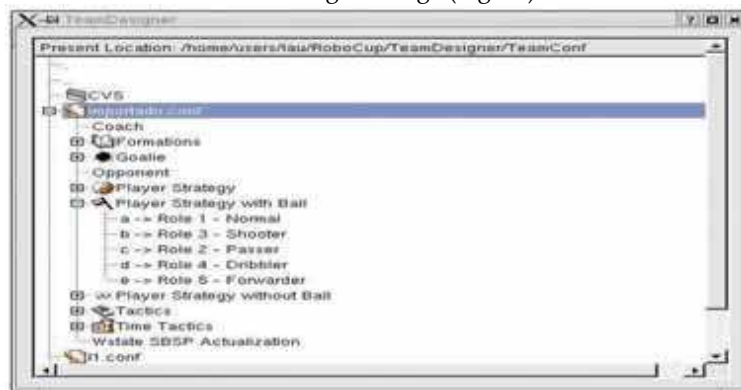 TeamDesigner
Present Location: /home/users/lau/RoboCup/TeamDesigner/TeamConf
CVS
importado.conf
Coach
Formations
Goalie
Opponent
Player Strategy
Player Strategy with Ball
a -> Role 1 - Normal
b -> Role 3 - Shooter
c -> Role 2 - Passer
d -> Role 4 - Dribbler
e -> Role 5 - Forwarder
Player Strategy without Ball
Tactics
Time Tactics
Wstate SBSP Actualization